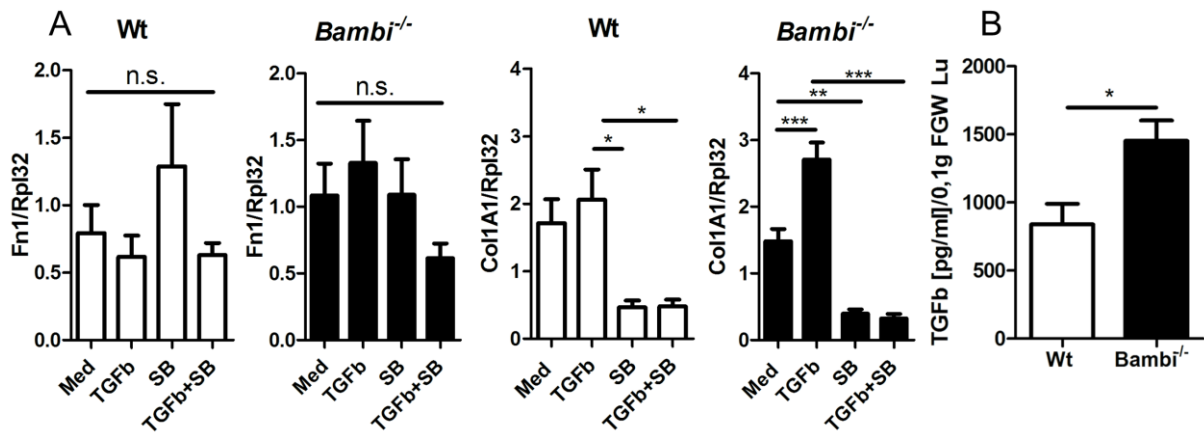 A
Wt
Fn1/Rpl32
2.0
1.5
1.0
0.5
0.0
n.s.
Med
TGFb
SB
TGFb+SB
Bambi-/-
Fn1/Rpl32
2.0
1.5
1.0
0.5
0.0
n.s.
Med
TGFb
SB
TGFb+SB
Wt
Col1A1/Rpl32
4
3
2
1
0
*
*
Med
TGFb
SB
TGFb+SB
Bambi-/-
Col1A1/Rpl32
4
3
2
1
0
***
**
***
Med
TGFb
SB
TGFb+SB
B
TGFb [pg/ml]/0,1g FGW Lu
2000
1500
1000
500
0
*
Wt
Bambi-/-